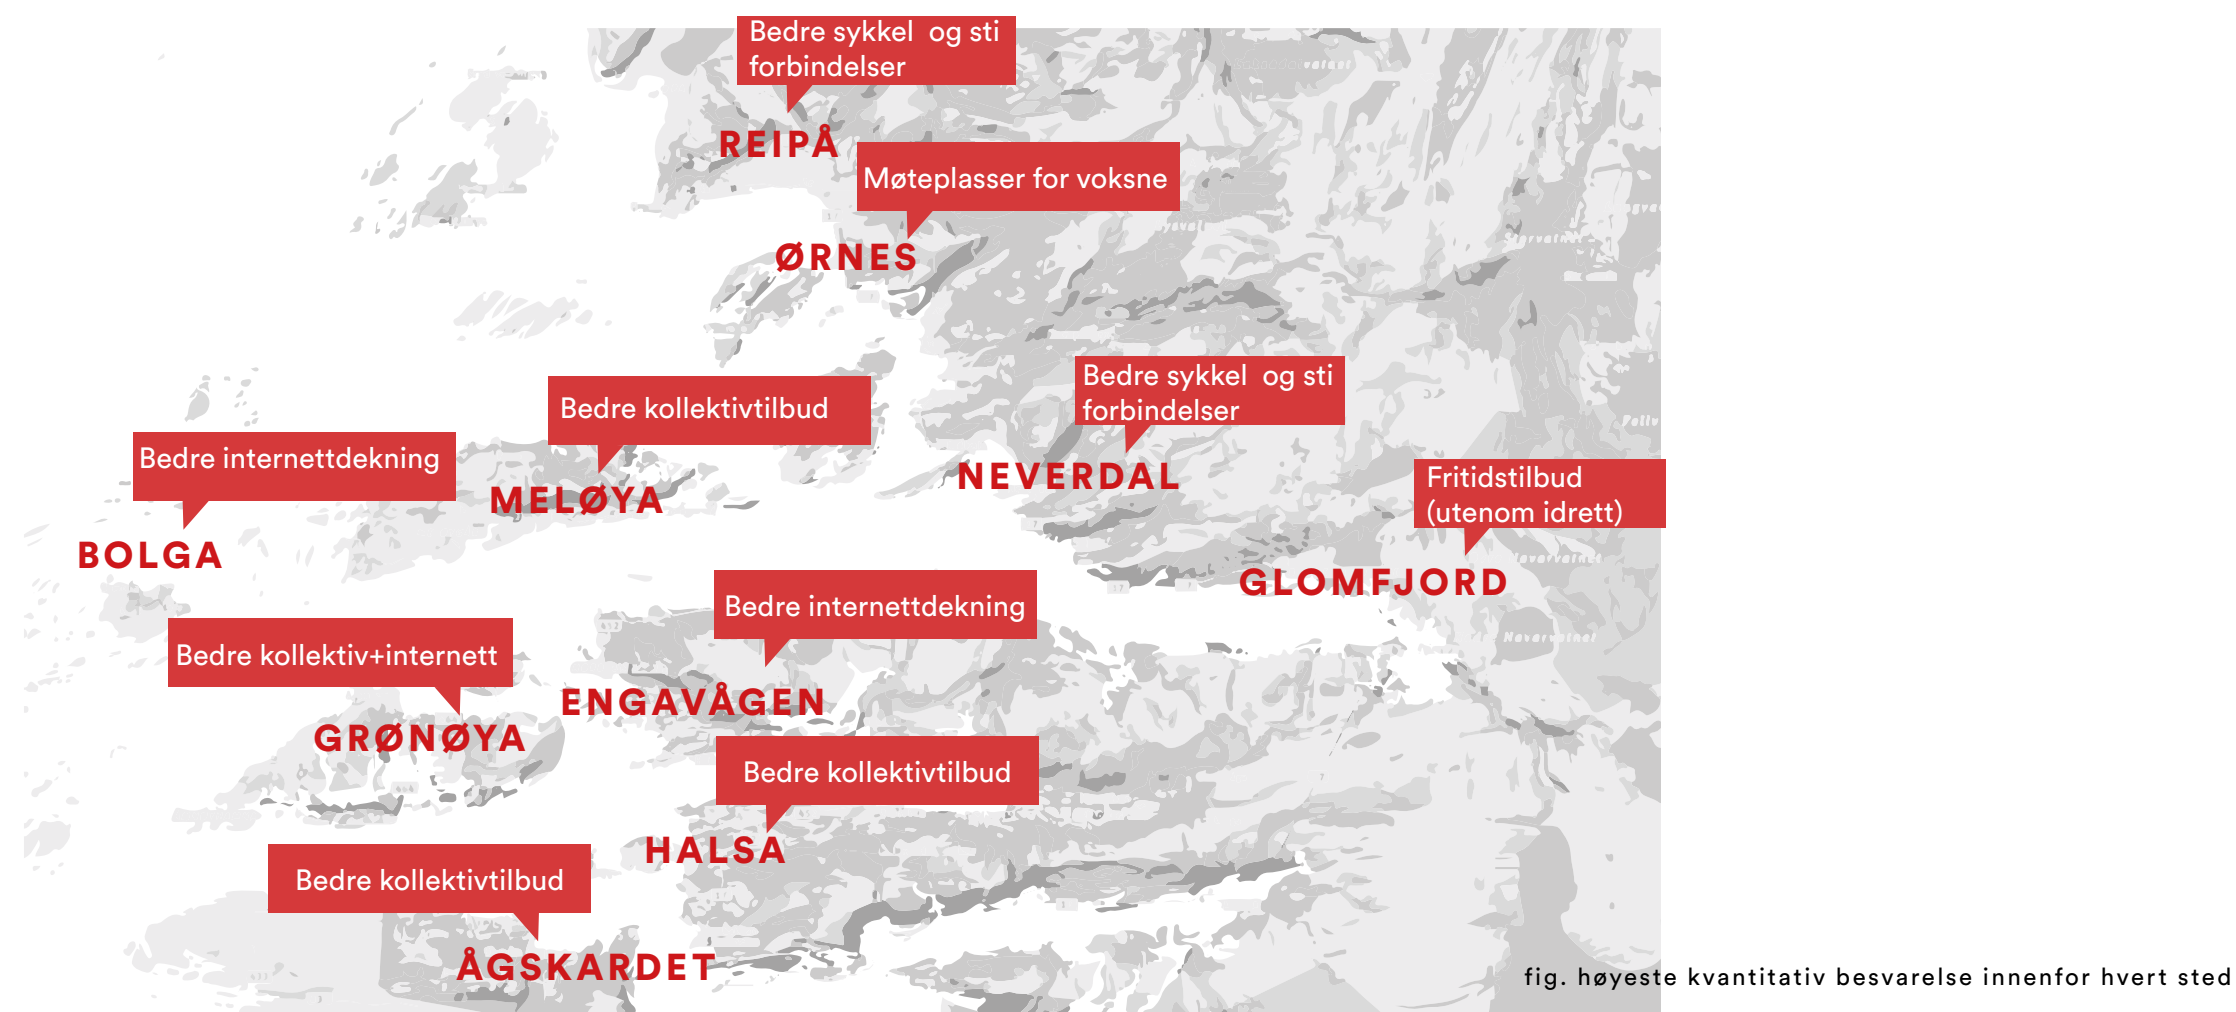 Bedre sykkel  og sti
forbindelser
REIPÅ
Møteplasser for voksne
ØRNES
Bedre sykkel  og sti
forbindelser
NEVERDAL
Bedre kollektivtilbud
MELØYA
Bedre internettdekning
BOLGA
Fritidstilbud
(utenom idrett)
GLOMFJORD
Bedre internettdekning
ENGAVÅGEN
Bedre kollektiv+internett
GRØNØYA
Bedre kollektivtilbud
HALSA
Bedre kollektivtilbud
ÅGSKARDET
fig. høyeste kvantitativ besvarelse innenfor hvert sted